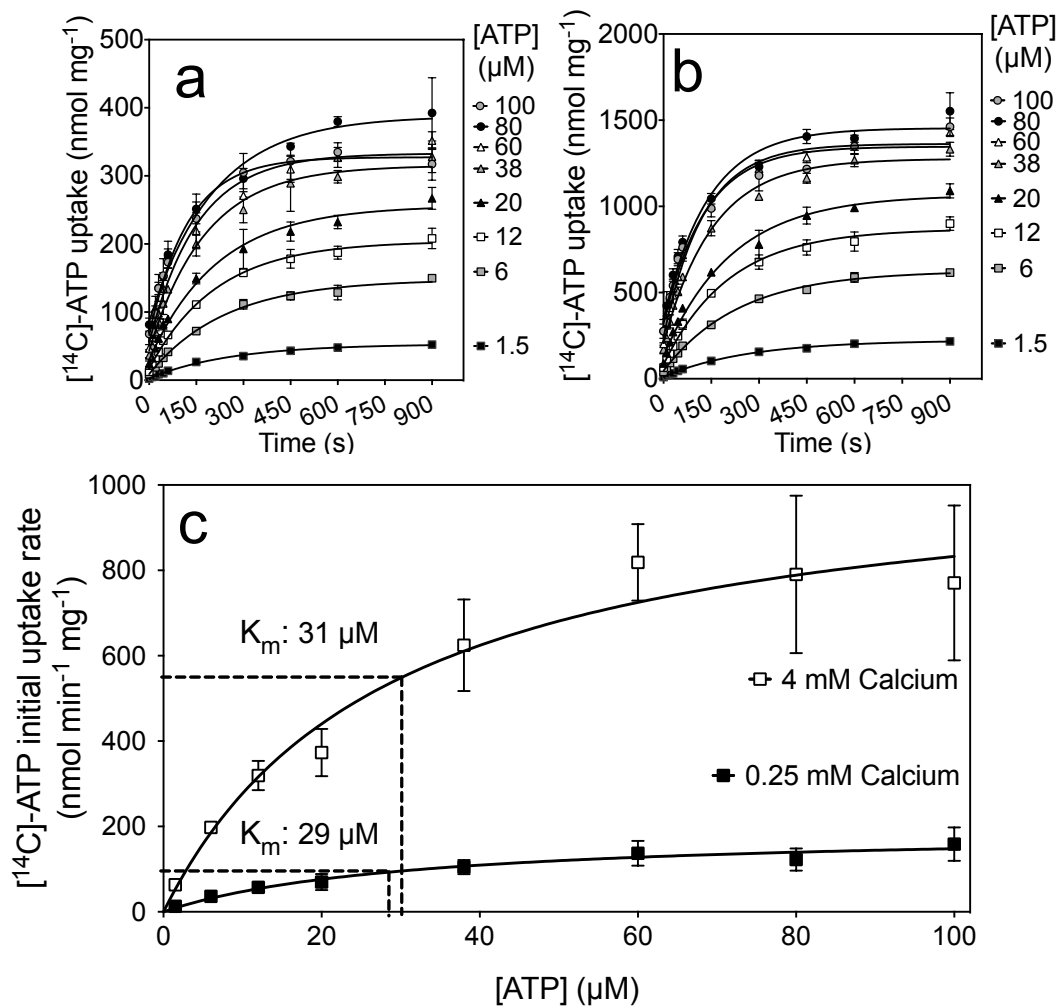 a
[¹⁴C]-ATP uptake (nmol mg⁻¹)
500
400
300
200
100
0
0
150
300
450
600
750
900
Time (s)
[ATP]
(µM)
100
80
60
38
20
12
6
1.5
b
[¹⁴C]-ATP uptake (nmol mg⁻¹)
2000
1500
1000
500
0
0
150
300
450
600
750
900
Time (s)
[ATP]
(µM)
100
80
60
38
20
12
6
1.5
c
[¹⁴C]-ATP initial uptake rate
(nmol min⁻¹ mg⁻¹)
1000
800
600
400
200
0
Kₘ: 31 µM
4 mM Calcium
0.25 mM Calcium
Kₘ: 29 µM
0
20
40
60
80
100
[ATP] (µM)